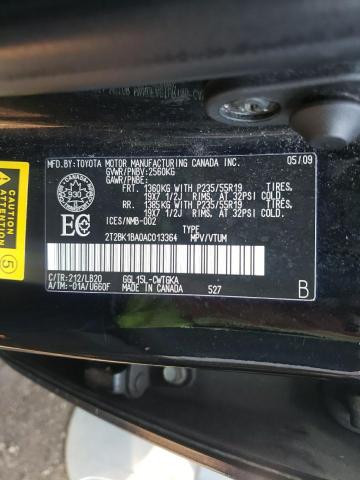 MFD.BY:TOYOTA MOTOR MANUFACTURING CANADA INC. 05/09
GVWR/PNBV:2560KG
GAWR/PNBE:
FRT. 1360KG WITH P235/55R19 TIRES,
19X7 1/2J RIMS, AT 32PSI COLD.
RR. 1385KG WITH P235/55R19 TIRES,
19X7 1/2J RIMS, AT 32PSI COLD.
ICES/NMB-002
TYPE
2T2BK1BA0AC013364 MPV/VTUM
C/TR:212/LB20 GGL15L-CWTGKA
A/TM:-01A/U660F MADE IN CANADA 527
B
930
EC
CAUTION
ATTENTION
5